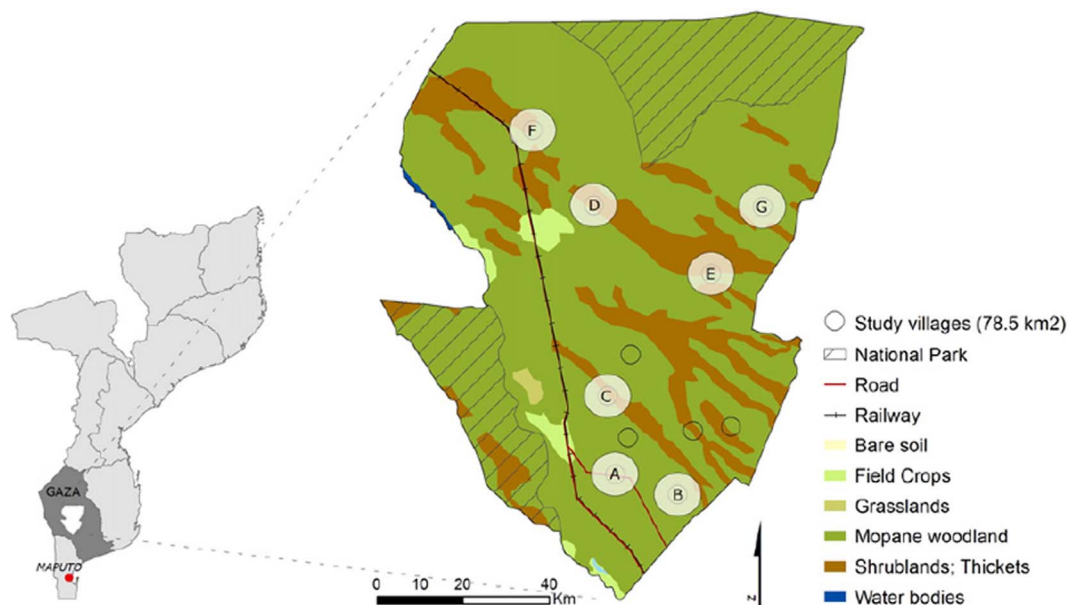 F
D
G
E
C
A
B
GAZA
MAPUTO
0 20 40
Km
Study villages (78.5 km2)
National Park
Road
Railway
Bare soil
Field Crops
Grasslands
Mopane woodland
Shrublands; Thickets
Water bodies
z